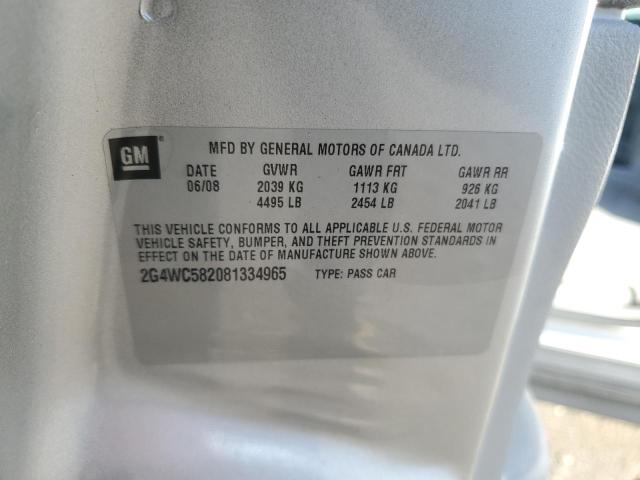 GM
MFD BY GENERAL MOTORS OF CANADA LTD.
DATE GVWR GAWR FRT GAWR RR
06/08 2039 KG 1113 KG 926 KG
4495 LB 2454 LB 2041 LB
THIS VEHICLE CONFORMS TO ALL APPLICABLE U.S. FEDERAL MOTOR
VEHICLE SAFETY, BUMPER, AND THEFT PREVENTION STANDARDS IN
EFFECT ON THE DATE OF MANUFACTURE SHOWN ABOVE.
2G4WC582081334965 TYPE: PASS CAR